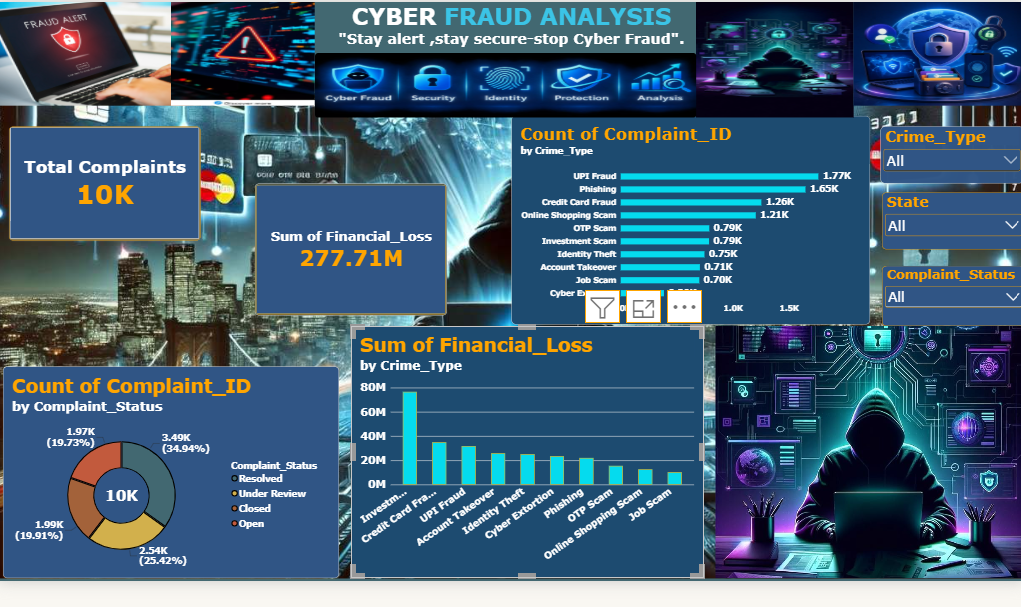 FRAUD ALERT
CYBER FRAUD ANALYSIS
"Stay alert ,stay secure-stop Cyber Fraud".
Cyber Fraud
Security
Identity
Protection
Analysis
Total Complaints
10K
Sum of Financial_Loss
277.71M
Count of Complaint_ID
by Crime_Type
UPI Fraud 1.77K
Phishing 1.65K
Credit Card Fraud 1.26K
Online Shopping Scam 1.21K
OTP Scam 0.79K
Investment Scam 0.79K
Identity Theft 0.75K
Account Takeover 0.71K
Job Scam 0.70K
Cyber Ex
1.0K 1.5K
Crime_Type
All
State
All
Complaint_Status
All
Count of Complaint_ID
by Complaint_Status
1.97K
(19.73%)
3.49K
(34.94%)
10K
1.99K
(19.91%)
2.54K
(25.42%)
Complaint_Status
Resolved
Under Review
Closed
Open
Sum of Financial_Loss
by Crime_Type
80M
60M
40M
20M
0M
Investm...
Credit Card Fra...
UPI Fraud
Account Takeover
Identity Theft
Cyber Extortion
Phishing
OTP Scam
Online Shopping Scam
Job Scam